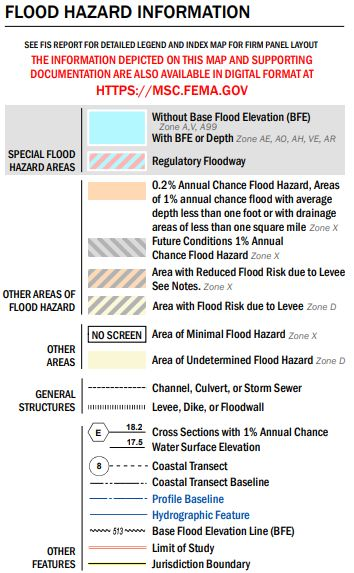 FLOOD HAZARD INFORMATION
SEE FIS REPORT FOR DETAILED LEGEND AND INDEX MAP FOR FIRM PANEL LAYOUT
THE INFORMATION DEPICTED ON THIS MAP AND SUPPORTING
DOCUMENTATION ARE ALSO AVAILABLE IN DIGITAL FORMAT AT
HTTPS://MSC.FEMA.GOV
SPECIAL FLOOD
HAZARD AREAS
Without Base Flood Elevation (BFE)
Zone A,V, A99
With BFE or Depth Zone AE, AO, AH, VE, AR
Regulatory Floodway
OTHER AREAS OF
FLOOD HAZARD
0.2% Annual Chance Flood Hazard, Areas
of 1% annual chance flood with average
depth less than one foot or with drainage
areas of less than one square mile Zone X
Future Conditions 1% Annual
Chance Flood Hazard Zone X
Area with Reduced Flood Risk due to Levee
See Notes. Zone X
Area with Flood Risk due to Levee Zone D
OTHER
AREAS
NO SCREEN Area of Minimal Flood Hazard Zone X
Area of Undetermined Flood Hazard Zone D
GENERAL
STRUCTURES
Channel, Culvert, or Storm Sewer
Levee, Dike, or Floodwall
OTHER
FEATURES
E 18.2 Cross Sections with 1% Annual Chance
17.5 Water Surface Elevation
8 Coastal Transect
Coastal Transect Baseline
Profile Baseline
Hydrographic Feature
513 Base Flood Elevation Line (BFE)
Limit of Study
Jurisdiction Boundary